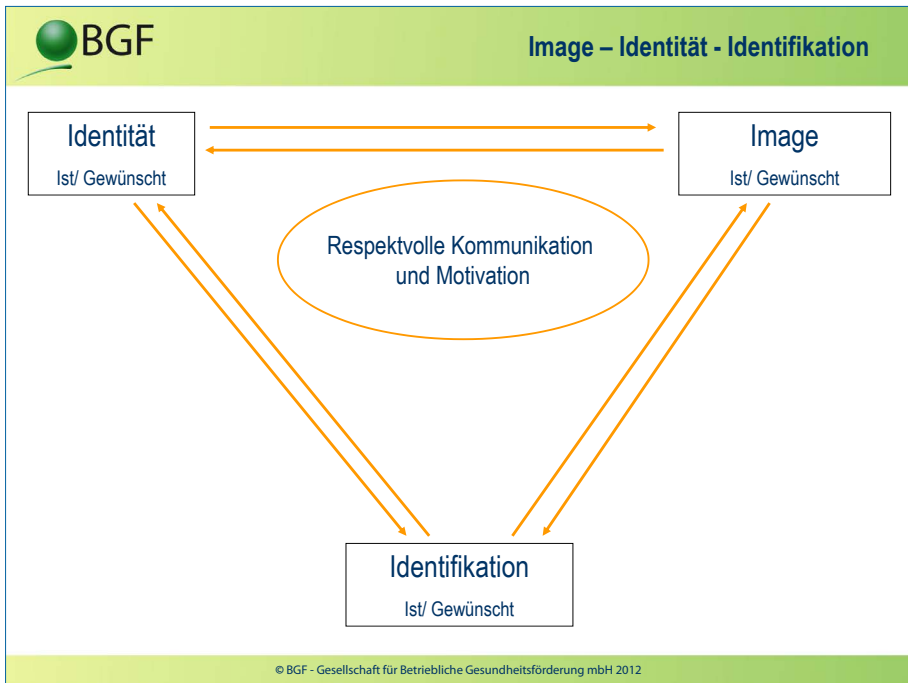 BGF
Image – Identität - Identifikation
Identität
Ist/ Gewünscht
Image
Ist/ Gewünscht
Respektvolle Kommunikation
und Motivation
Identifikation
Ist/ Gewünscht
© BGF - Gesellschaft für Betriebliche Gesundheitsförderung mbH 2012